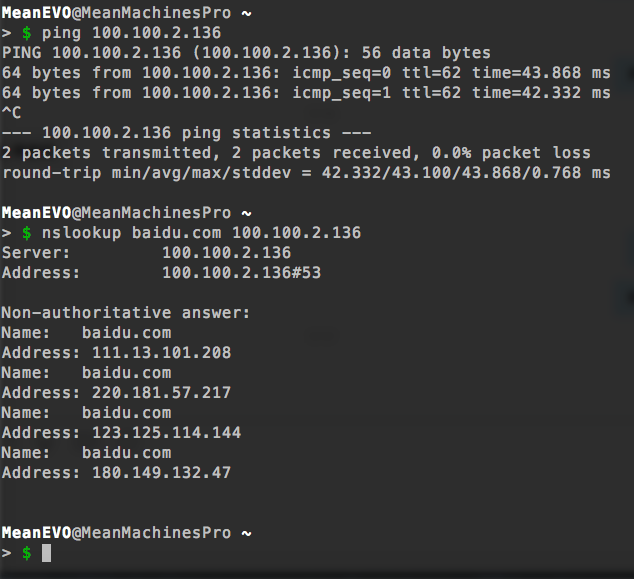 MeanEVO@MeanMachinesPro ~
> $ ping 100.100.2.136
PING 100.100.2.136 (100.100.2.136): 56 data bytes
64 bytes from 100.100.2.136: icmp_seq=0 ttl=62 time=43.868 ms
64 bytes from 100.100.2.136: icmp_seq=1 ttl=62 time=42.332 ms
^C
--- 100.100.2.136 ping statistics ---
2 packets transmitted, 2 packets received, 0.0% packet loss
round-trip min/avg/max/stddev = 42.332/43.100/43.868/0.768 ms
MeanEVO@MeanMachinesPro ~
> $ nslookup baidu.com 100.100.2.136
Server: 100.100.2.136
Address: 100.100.2.136#53
Non-authoritative answer:
Name: baidu.com
Address: 111.13.101.208
Name: baidu.com
Address: 220.181.57.217
Name: baidu.com
Address: 123.125.114.144
Name: baidu.com
Address: 180.149.132.47
MeanEVO@MeanMachinesPro ~
> $